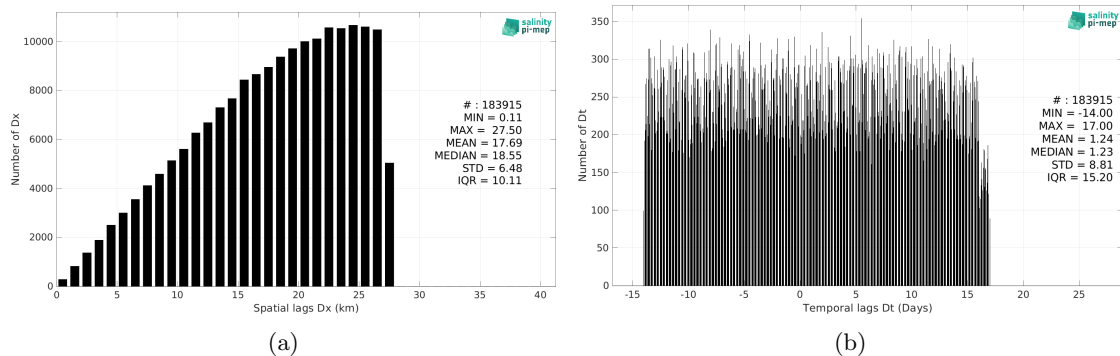 salinity
pi-mep
Number of Dx
10000
8000
6000
4000
2000
0
# : 183915
MIN = 0.11
MAX = 27.50
MEAN = 17.69
MEDIAN = 18.55
STD = 6.48
IQR = 10.11
0 5 10 15 20 25 30 35 40
Spatial lags Dx (km)
(a)
salinity
pi-mep
Number of Dt
350
300
250
200
150
100
50
0
# : 183915
MIN = -14.00
MAX = 17.00
MEAN = 1.24
MEDIAN = 1.23
STD = 8.81
IQR = 15.20
-15 -10 -5 0 5 10 15 20 25
Temporal lags Dt (Days)
(b)